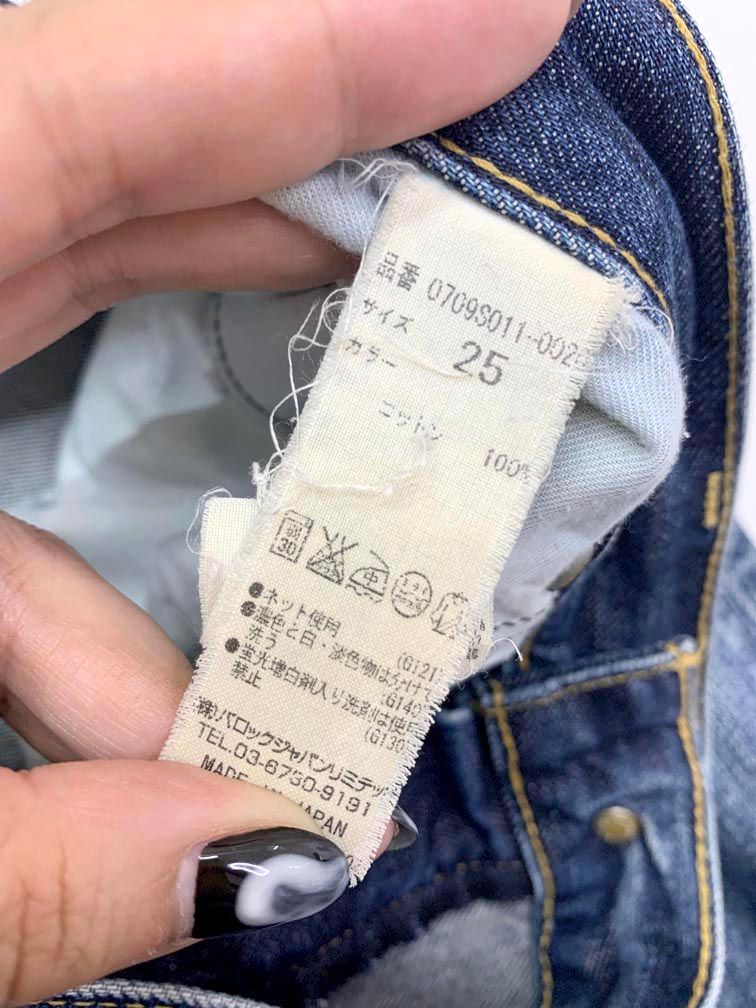 品番 0709S011-002
サイズ 25
カラー
コットン
100%
30
中
●ネット使用 (G121
●濃色と白・淡色物は分けて
洗う (G140
●蛍光増白剤入り洗剤は使用
禁止 (G130
(株)バロックジャパンリミテッ
TEL.03-6730-9191
MADE IN JAPAN